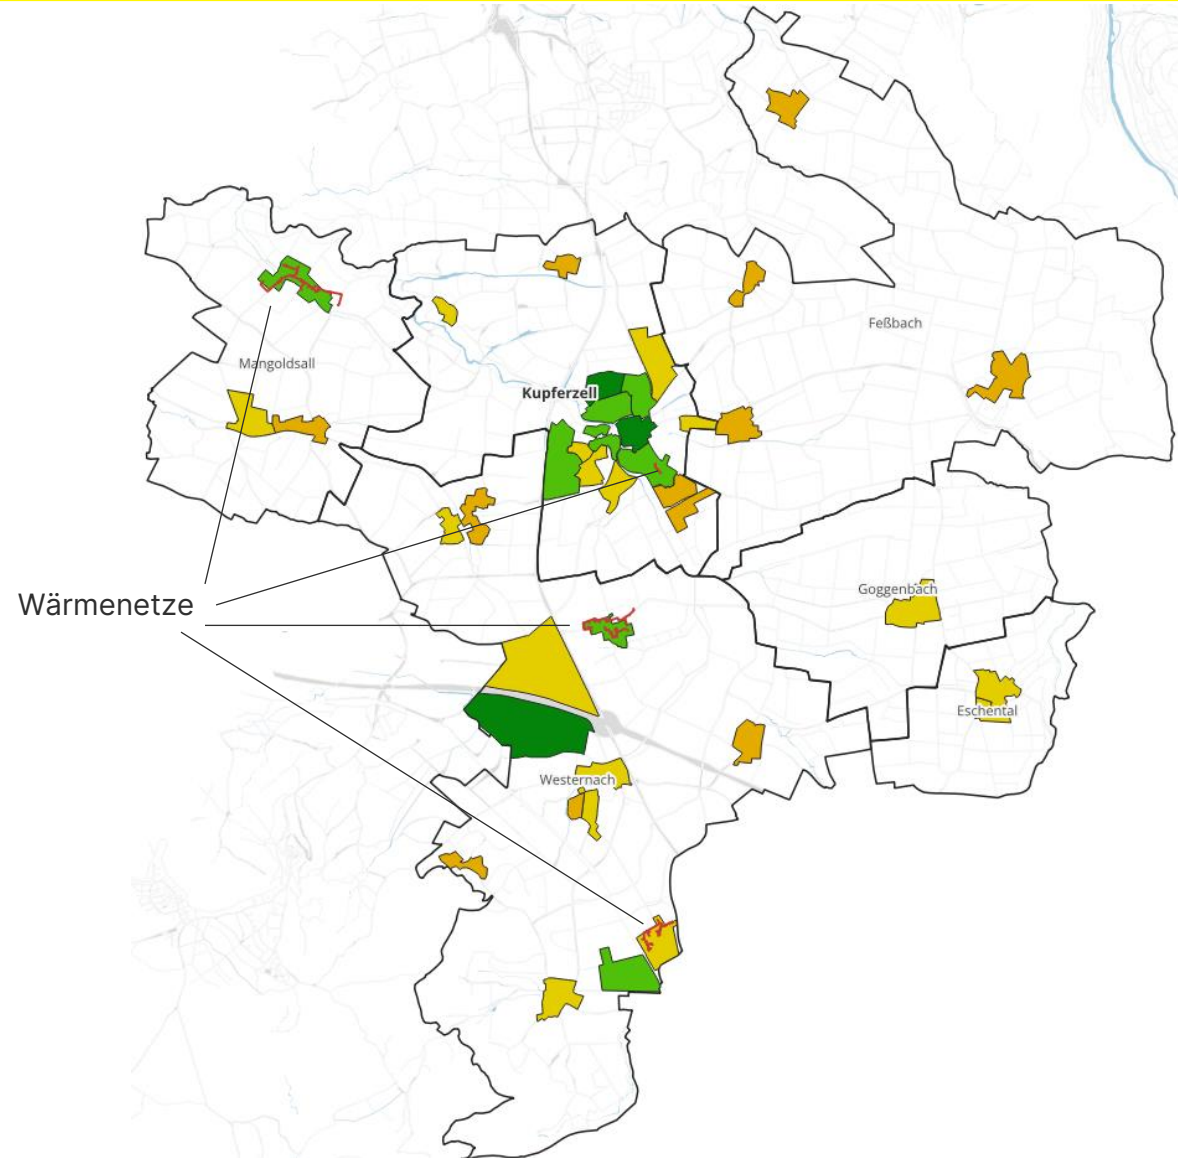 Feßbach
Mangoldsall
Kupferzell
Goggenbach
Wärmenetze
Eschental
Westernach